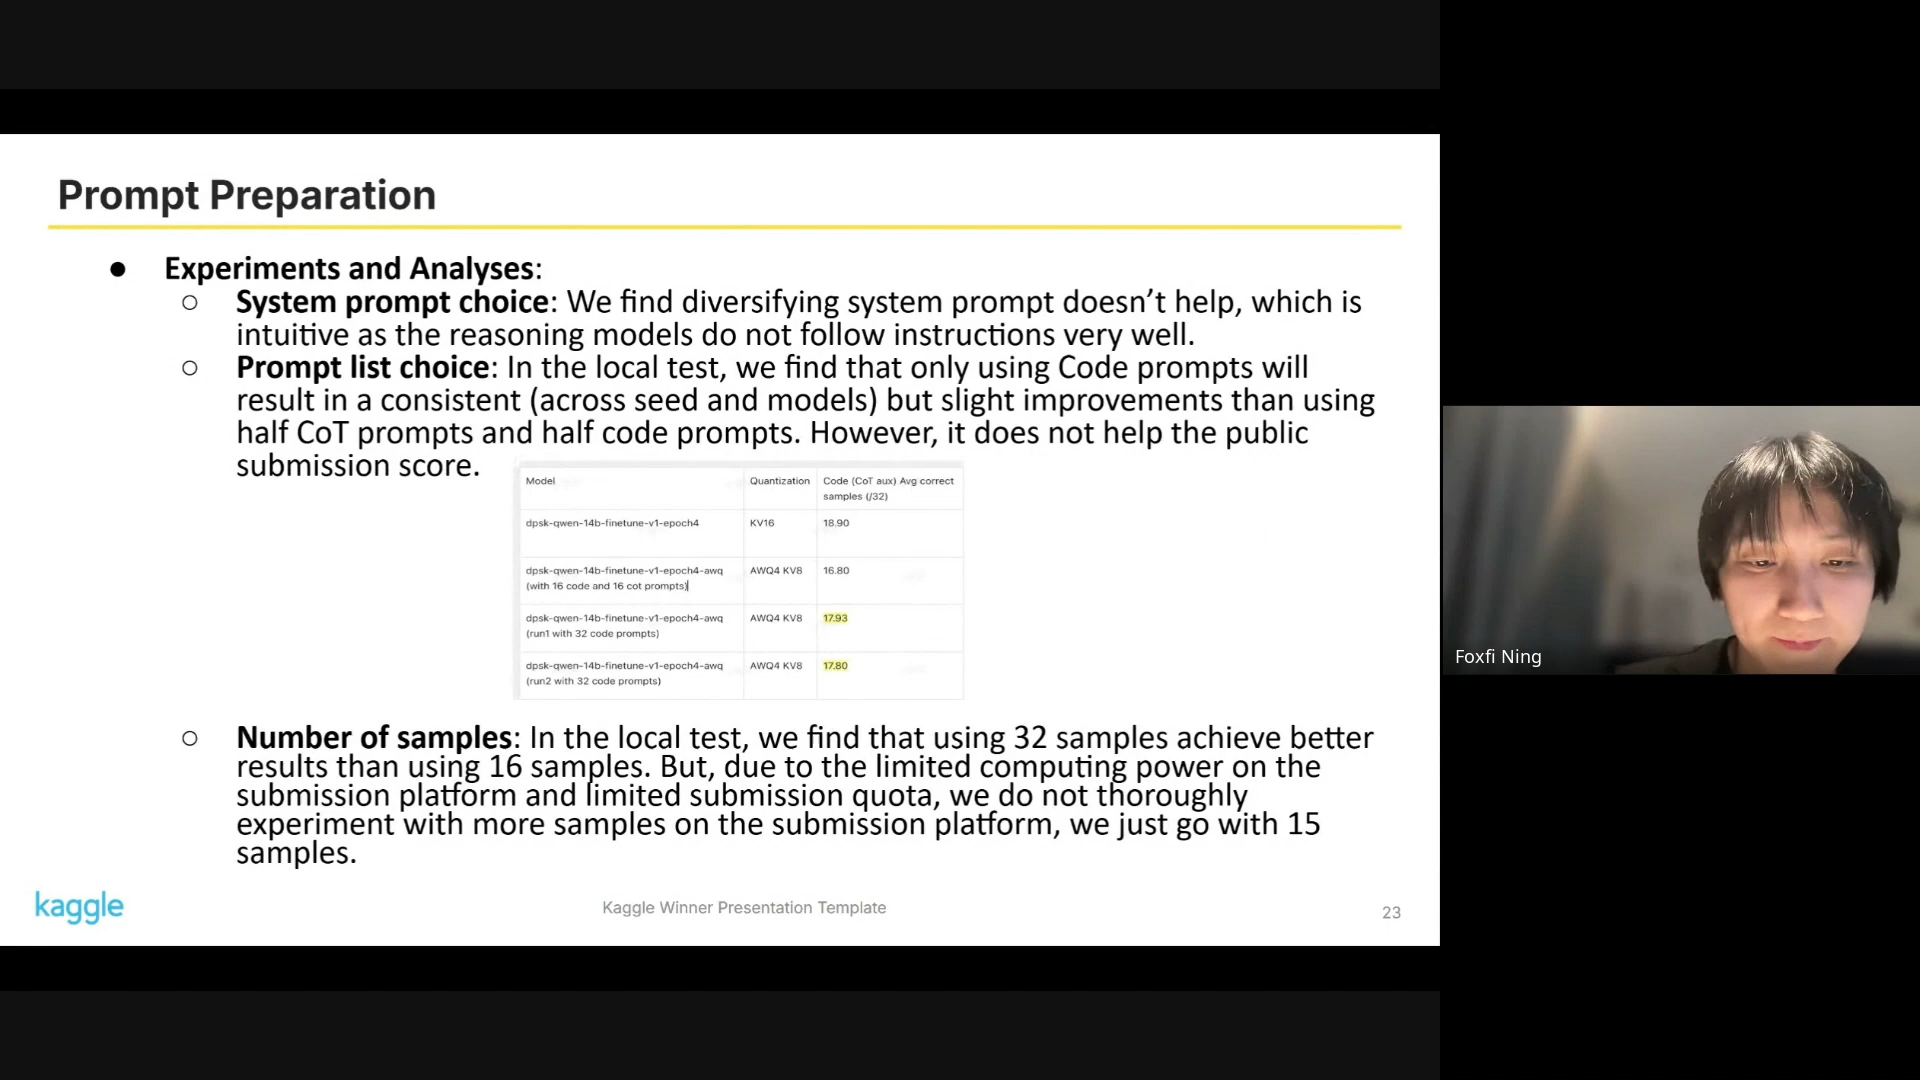 Prompt Preparation
● Experiments and Analyses:
○ System prompt choice: We find diversifying system prompt doesn’t help, which is
intuitive as the reasoning models do not follow instructions very well.
○ Prompt list choice: In the local test, we find that only using Code prompts will
result in a consistent (across seed and models) but slight improvements than using
half CoT prompts and half code prompts. However, it does not help the public
submission score.
Model Quantization Code (CoT aux) Avg correct
samples (/32)
dpsk-qwen-14b-finetune-v1-epoch4 KV16 18.90
dpsk-qwen-14b-finetune-v1-epoch4-awq AWQ4 KV8 16.80
(with 16 code and 16 cot prompts)
dpsk-qwen-14b-finetune-v1-epoch4-awq AWQ4 KV8 17.93
(run1 with 32 code prompts)
dpsk-qwen-14b-finetune-v1-epoch4-awq AWQ4 KV8 17.80
(run2 with 32 code prompts)
○ Number of samples: In the local test, we find that using 32 samples achieve better
results than using 16 samples. But, due to the limited computing power on the
submission platform and limited submission quota, we do not thoroughly
experiment with more samples on the submission platform, we just go with 15
samples.
kaggle
Kaggle Winner Presentation Template
23
Foxfi Ning